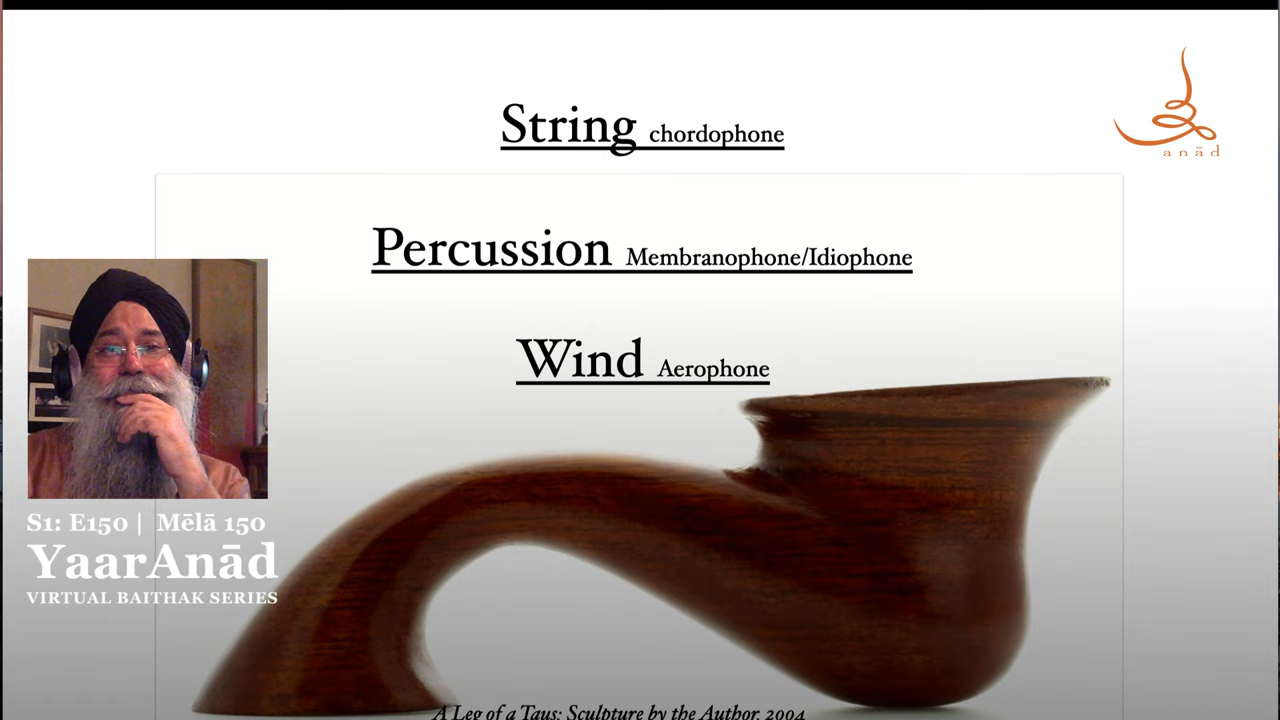 String chordophone
anād
Percussion Membranophone/Idiophone
Wind Aerophone
S1: E150 | Mēlā 150
YaarAnād
VIRTUAL BAITHAK SERIES
A Leg of a Taus: Sculpture by the Author, 2004